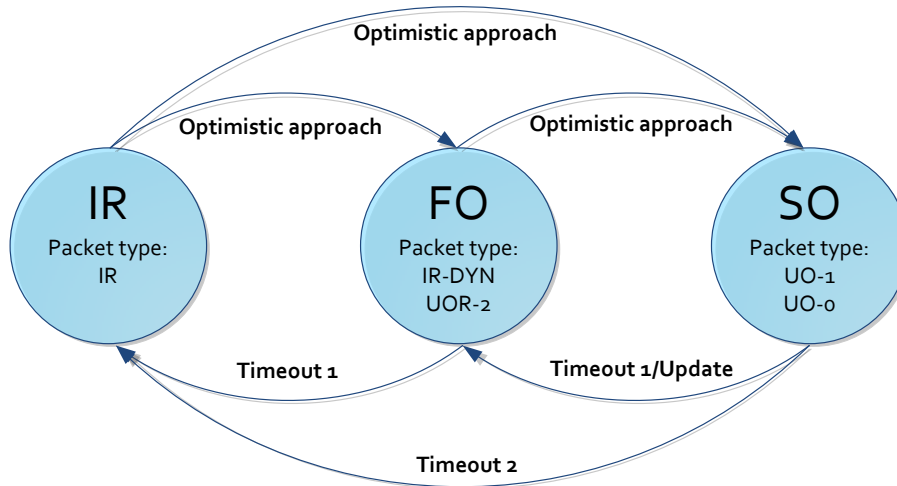 Optimistic approach
Optimistic approach
Optimistic approach
IR
Packet type:
IR
FO
Packet type:
IR-DYN
UOR-2
SO
Packet type:
UO-1
UO-0
Timeout 1
Timeout 1/Update
Timeout 2